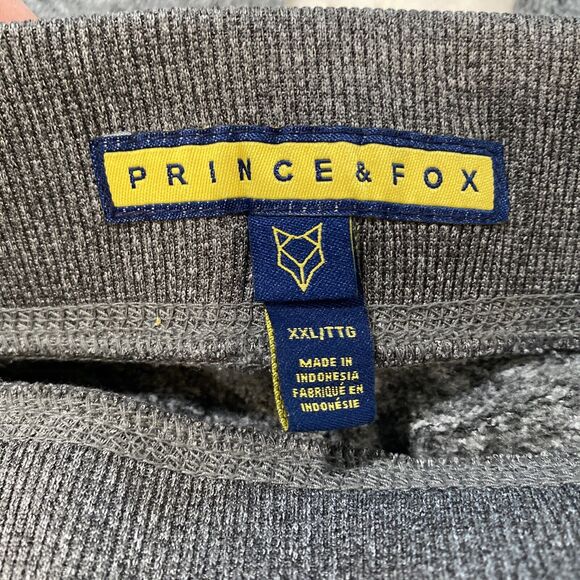 PRINCE & FOX
XXL/TTG
MADE IN
INDONESIA
FABRIQUÉ EN
INDONÉSIE